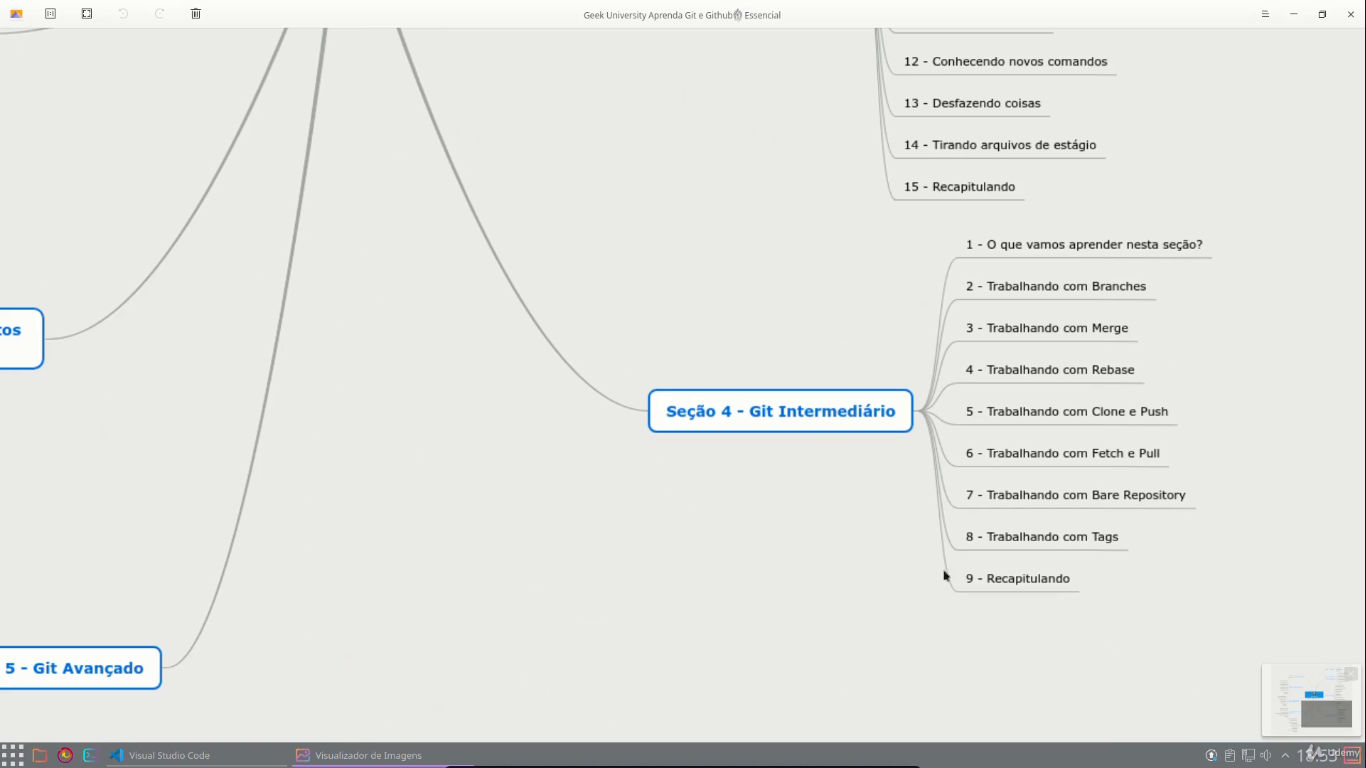 Geek University Aprenda Git e Github Essencial
12 - Conhecendo novos comandos
13 - Desfazendo coisas
14 - Tirando arquivos de estágio
15 - Recapitulando
1 - O que vamos aprender nesta seção?
2 - Trabalhando com Branches
3 - Trabalhando com Merge
4 - Trabalhando com Rebase
5 - Trabalhando com Clone e Push
6 - Trabalhando com Fetch e Pull
7 - Trabalhando com Bare Repository
8 - Trabalhando com Tags
9 - Recapitulando
Seção 4 - Git Intermediário
tos
5 - Git Avançado
Visual Studio Code
Visualizador de Imagens
18:53
Udemy